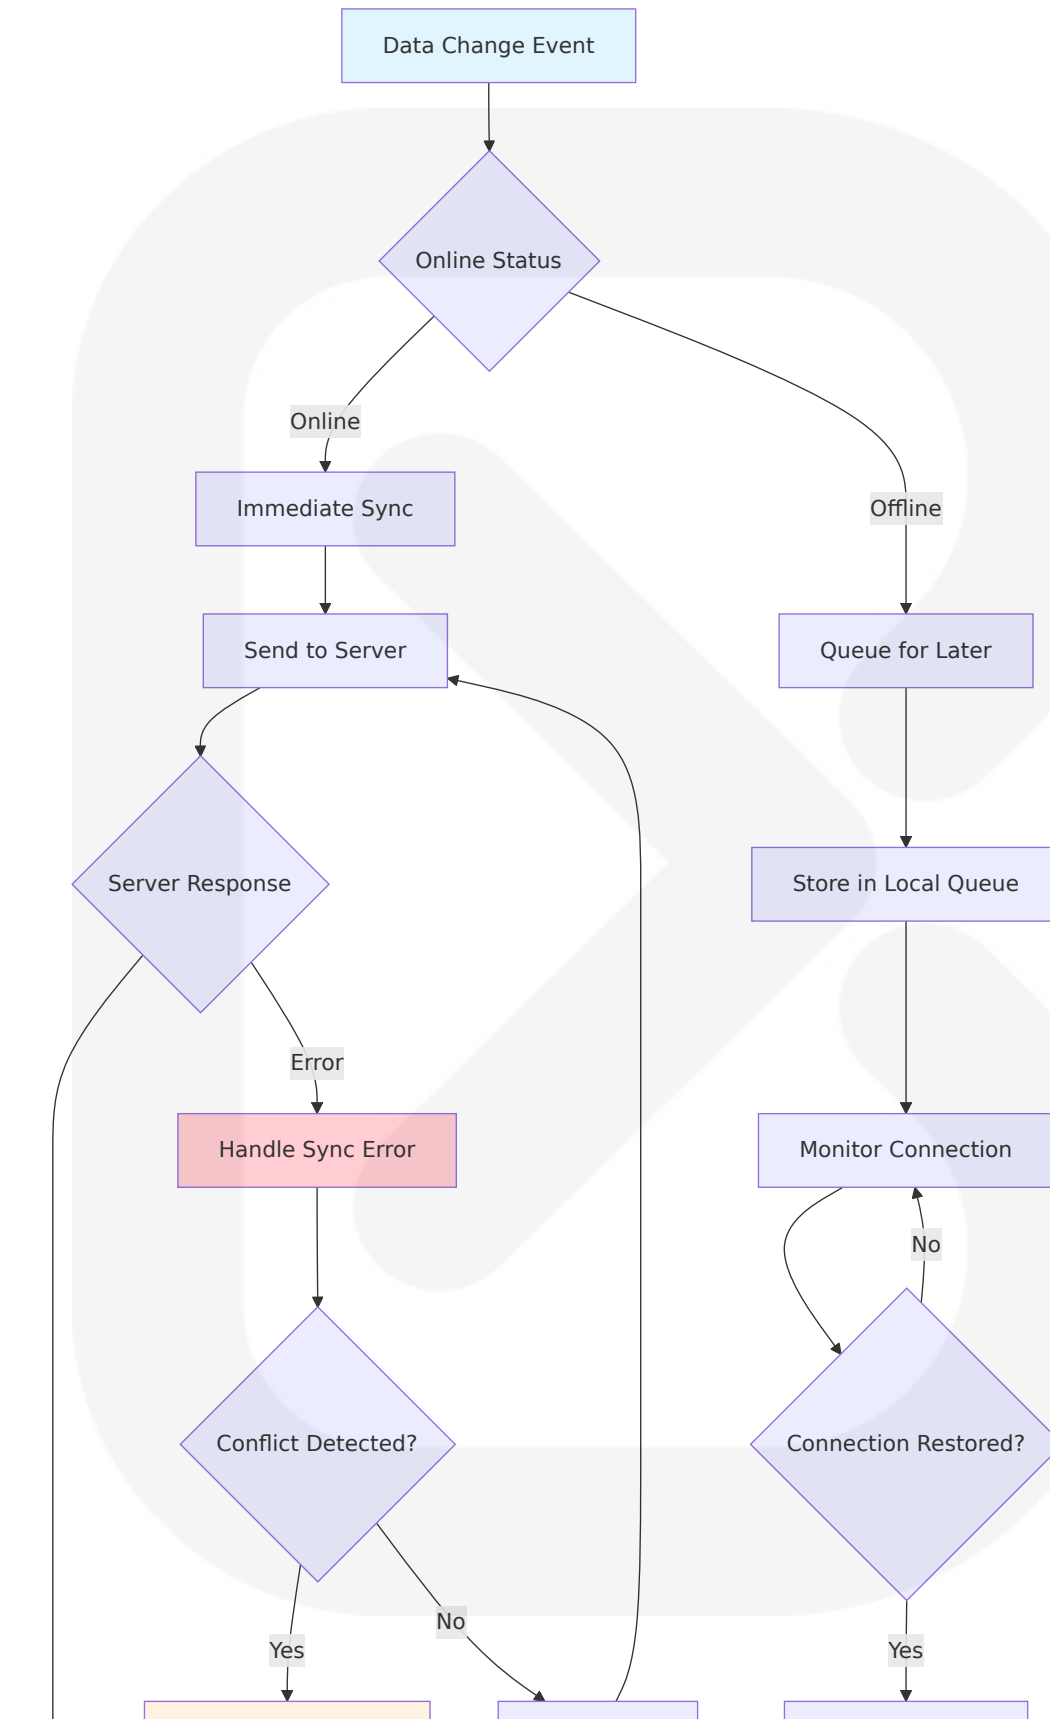 Data Change Event
Online Status
Online
Immediate Sync
Offline
Send to Server
Queue for Later
Server Response
Store in Local Queue
Error
Handle Sync Error
Monitor Connection
No
Conflict Detected?
Connection Restored?
No
Yes
Yes